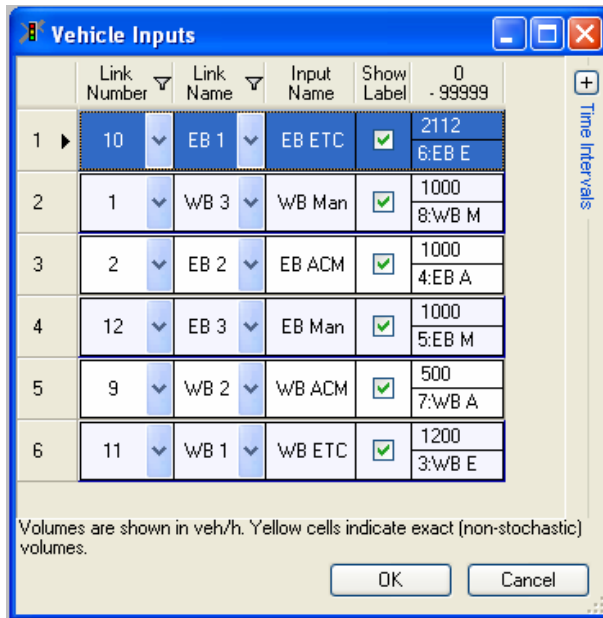 Vehicle Inputs
Link Number Link Name Input Name Show Label 0 - 99999
Time Intervals
1 10 EB 1 EB ETC 2112
6:EB E
2 1 WB 3 WB Man 1000
8:WB M
3 2 EB 2 EB ACM 1000
4:EB A
4 12 EB 3 EB Man 1000
5:EB M
5 9 WB 2 WB ACM 500
7:WB A
6 11 WB 1 WB ETC 1200
3:WB E
Volumes are shown in veh/h. Yellow cells indicate exact (non-stochastic)
volumes.
OK Cancel